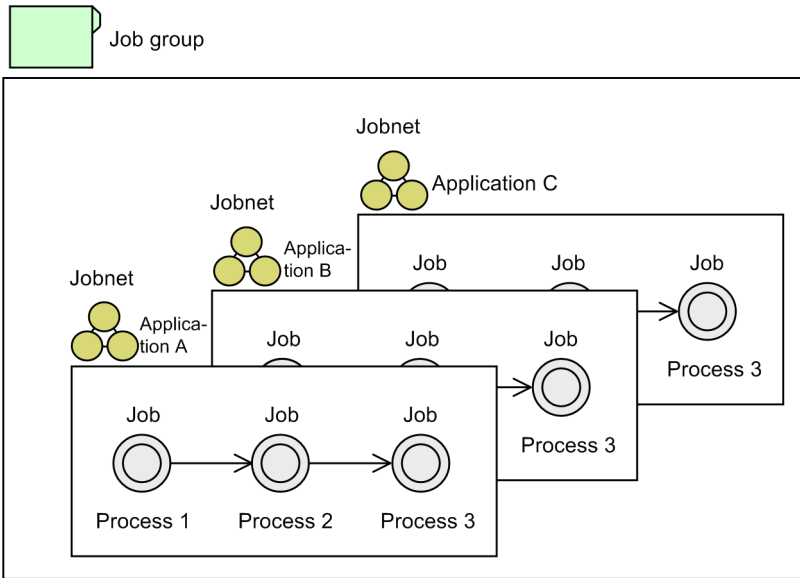 Job group
Jobnet
Application C
Jobnet
Applica-
tion B
Job Job Job
Jobnet
Applica-
tion A
Job Job Job
Process 3
Job Job Job
Process 3
Process 1 Process 2 Process 3